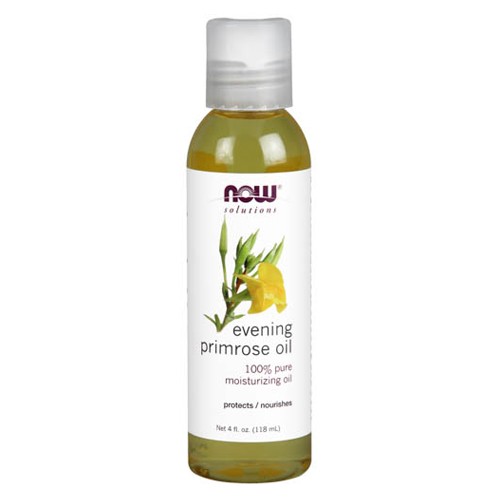 NOW®
solutions
evening
primrose oil
100% pure
moisturizing oil
protects / nourishes
Net 4 fl. oz. (118 mL)